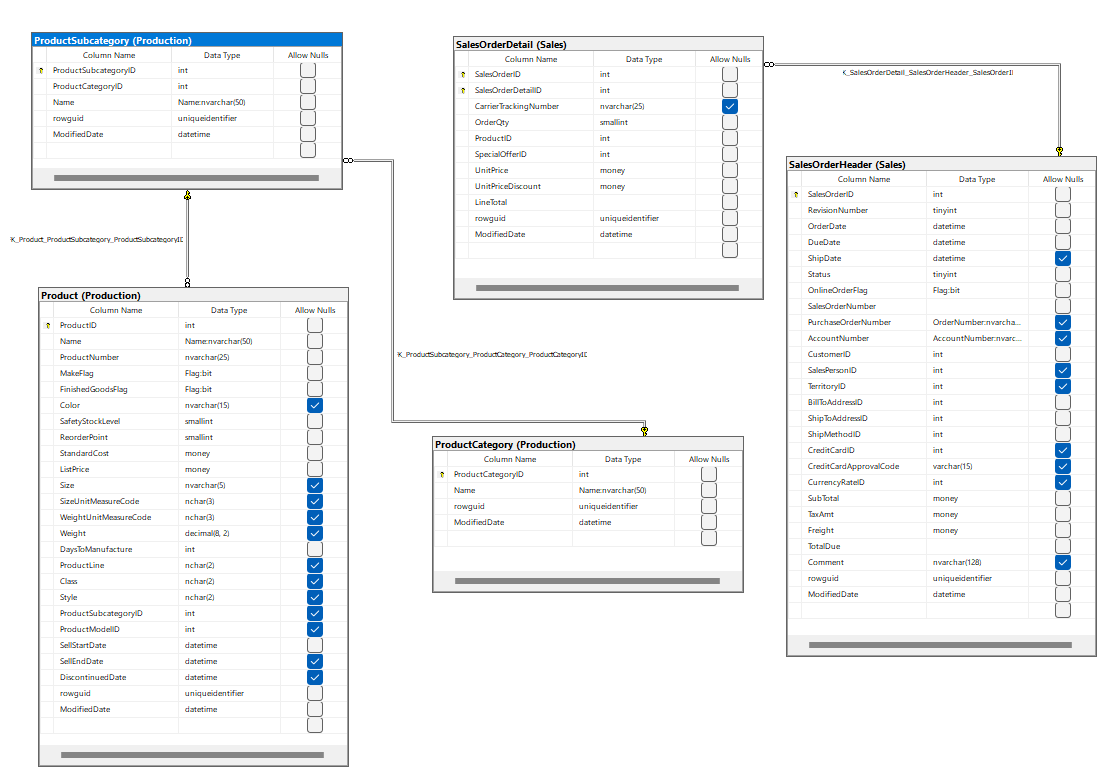 ProductSubcategory (Production)
Column Name Data Type Allow Nulls
ProductSubcategoryID int
ProductCategoryID int
Name Name:nvarchar(50)
rowguid uniqueidentifier
ModifiedDate datetime
K_Product_ProductSubcategory_ProductSubcategoryID
Product (Production)
Column Name Data Type Allow Nulls
ProductID int
Name Name:nvarchar(50)
ProductNumber nvarchar(25)
MakeFlag Flag:bit
FinishedGoodsFlag Flag:bit
Color nvarchar(15)
SafetyStockLevel smallint
ReorderPoint smallint
StandardCost money
ListPrice money
Size nvarchar(5)
SizeUnitMeasureCode nchar(3)
WeightUnitMeasureCode nchar(3)
Weight decimal(8, 2)
DaysToManufacture int
ProductLine nchar(2)
Class nchar(2)
Style nchar(2)
ProductSubcategoryID int
ProductModelID int
SellStartDate datetime
SellEndDate datetime
DiscontinuedDate datetime
rowguid uniqueidentifier
ModifiedDate datetime
SalesOrderDetail (Sales)
Column Name Data Type Allow Nulls
SalesOrderID int
SalesOrderDetailID int
CarrierTrackingNumber nvarchar(25)
OrderQty smallint
ProductID int
SpecialOfferID int
UnitPrice money
UnitPriceDiscount money
LineTotal
rowguid uniqueidentifier
ModifiedDate datetime
K_ProductSubcategory_ProductCategory_ProductCategoryID
ProductCategory (Production)
Column Name Data Type Allow Nulls
ProductCategoryID int
Name Name:nvarchar(50)
rowguid uniqueidentifier
ModifiedDate datetime
K_SalesOrderDetail_SalesOrderHeader_SalesOrderI
SalesOrderHeader (Sales)
Column Name Data Type Allow Nulls
SalesOrderID int
RevisionNumber tinyint
OrderDate datetime
DueDate datetime
ShipDate datetime
Status tinyint
OnlineOrderFlag Flag:bit
SalesOrderNumber
PurchaseOrderNumber OrderNumber:nvarcha...
AccountNumber AccountNumber:nvarc...
CustomerID int
SalesPersonID int
TerritoryID int
BillToAddressID int
ShipToAddressID int
ShipMethodID int
CreditCardID int
CreditCardApprovalCode varchar(15)
CurrencyRateID int
SubTotal money
TaxAmt money
Freight money
TotalDue
Comment nvarchar(128)
rowguid uniqueidentifier
ModifiedDate datetime